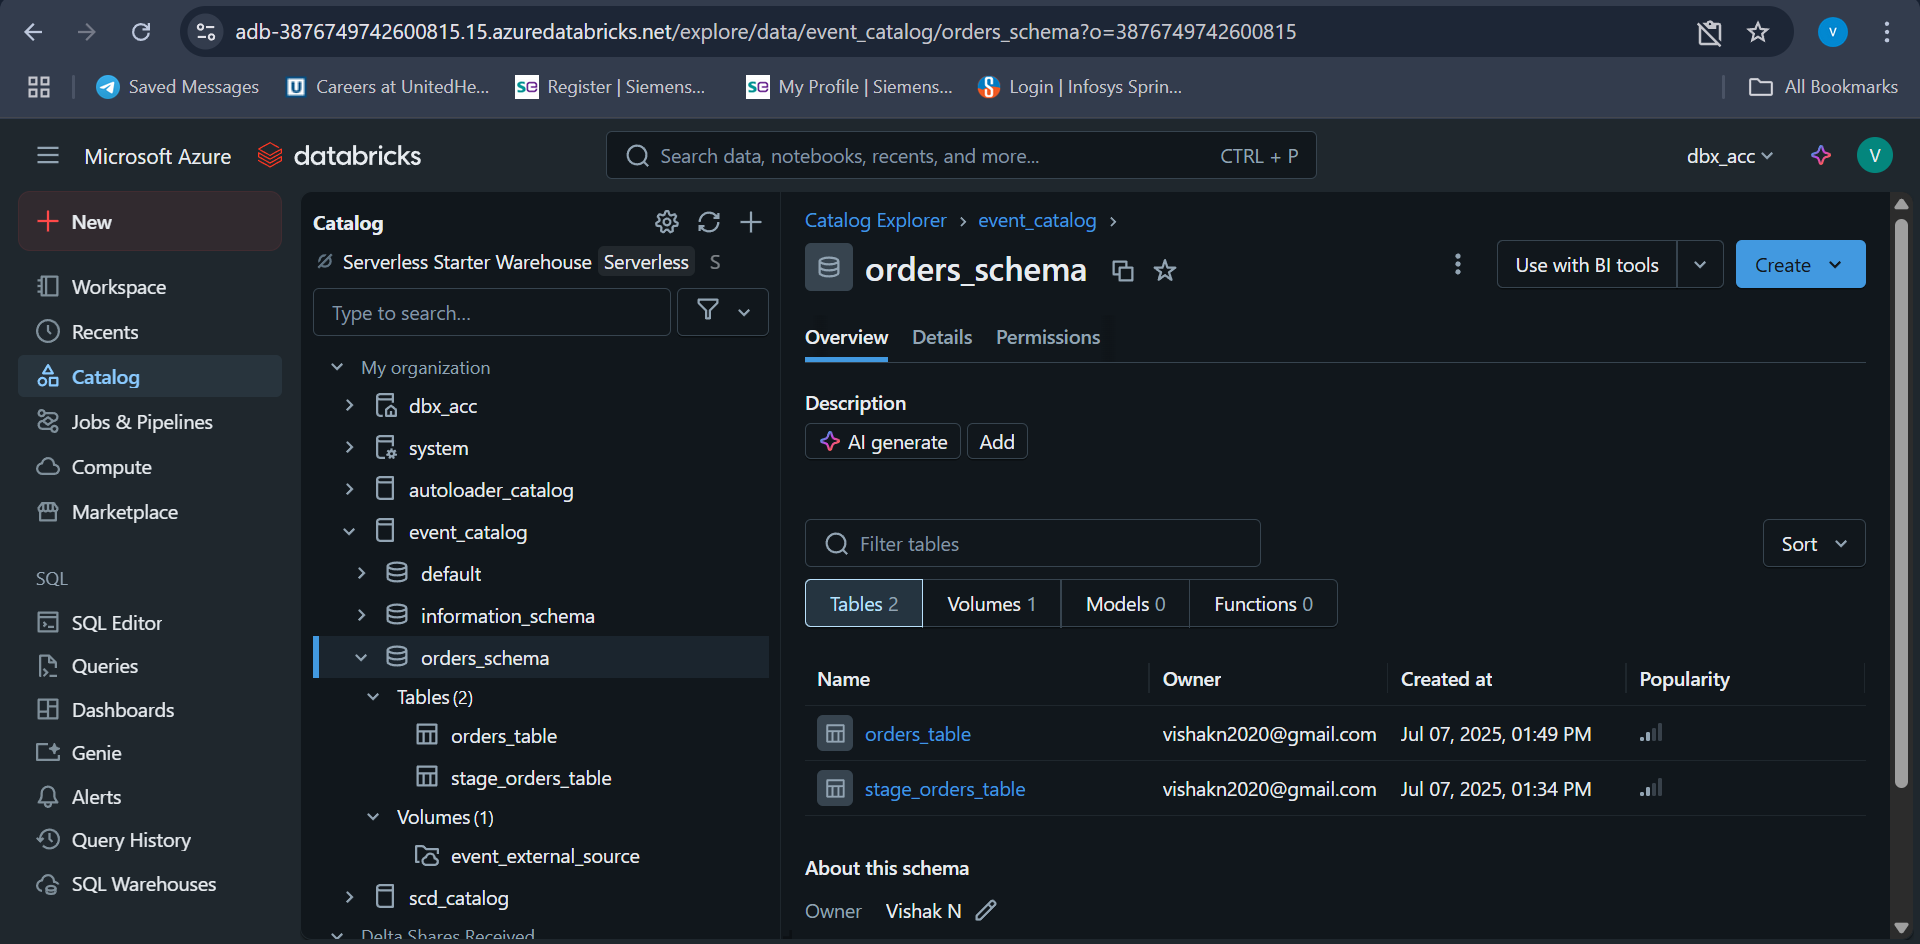 adb-3876749742600815.15.azuredatabricks.net/explore/data/event_catalog/orders_schema?o=3876749742600815
V
Saved Messages
Careers at UnitedHe...
Register | Siemens...
My Profile | Siemens...
Login | Infosys Sprin...
All Bookmarks
Microsoft Azure
databricks
Search data, notebooks, recents, and more...
CTRL + P
dbx_acc
V
New
Workspace
Recents
Catalog
Jobs & Pipelines
Compute
Marketplace
SQL
SQL Editor
Queries
Dashboards
Genie
Alerts
Query History
SQL Warehouses
Catalog
Serverless Starter Warehouse Serverless S
Type to search...
My organization
dbx_acc
system
autoloader_catalog
event_catalog
default
information_schema
orders_schema
Tables (2)
orders_table
stage_orders_table
Volumes (1)
event_external_source
scd_catalog
Delta Shares Received
Catalog Explorer > event_catalog >
orders_schema
Use with BI tools
Create
Overview Details Permissions
Description
AI generate
Add
Filter tables
Sort
Tables 2
Volumes 1
Models 0
Functions 0
Name Owner Created at Popularity
orders_table vishakn2020@gmail.com Jul 07, 2025, 01:49 PM
stage_orders_table vishakn2020@gmail.com Jul 07, 2025, 01:34 PM
About this schema
Owner Vishak N